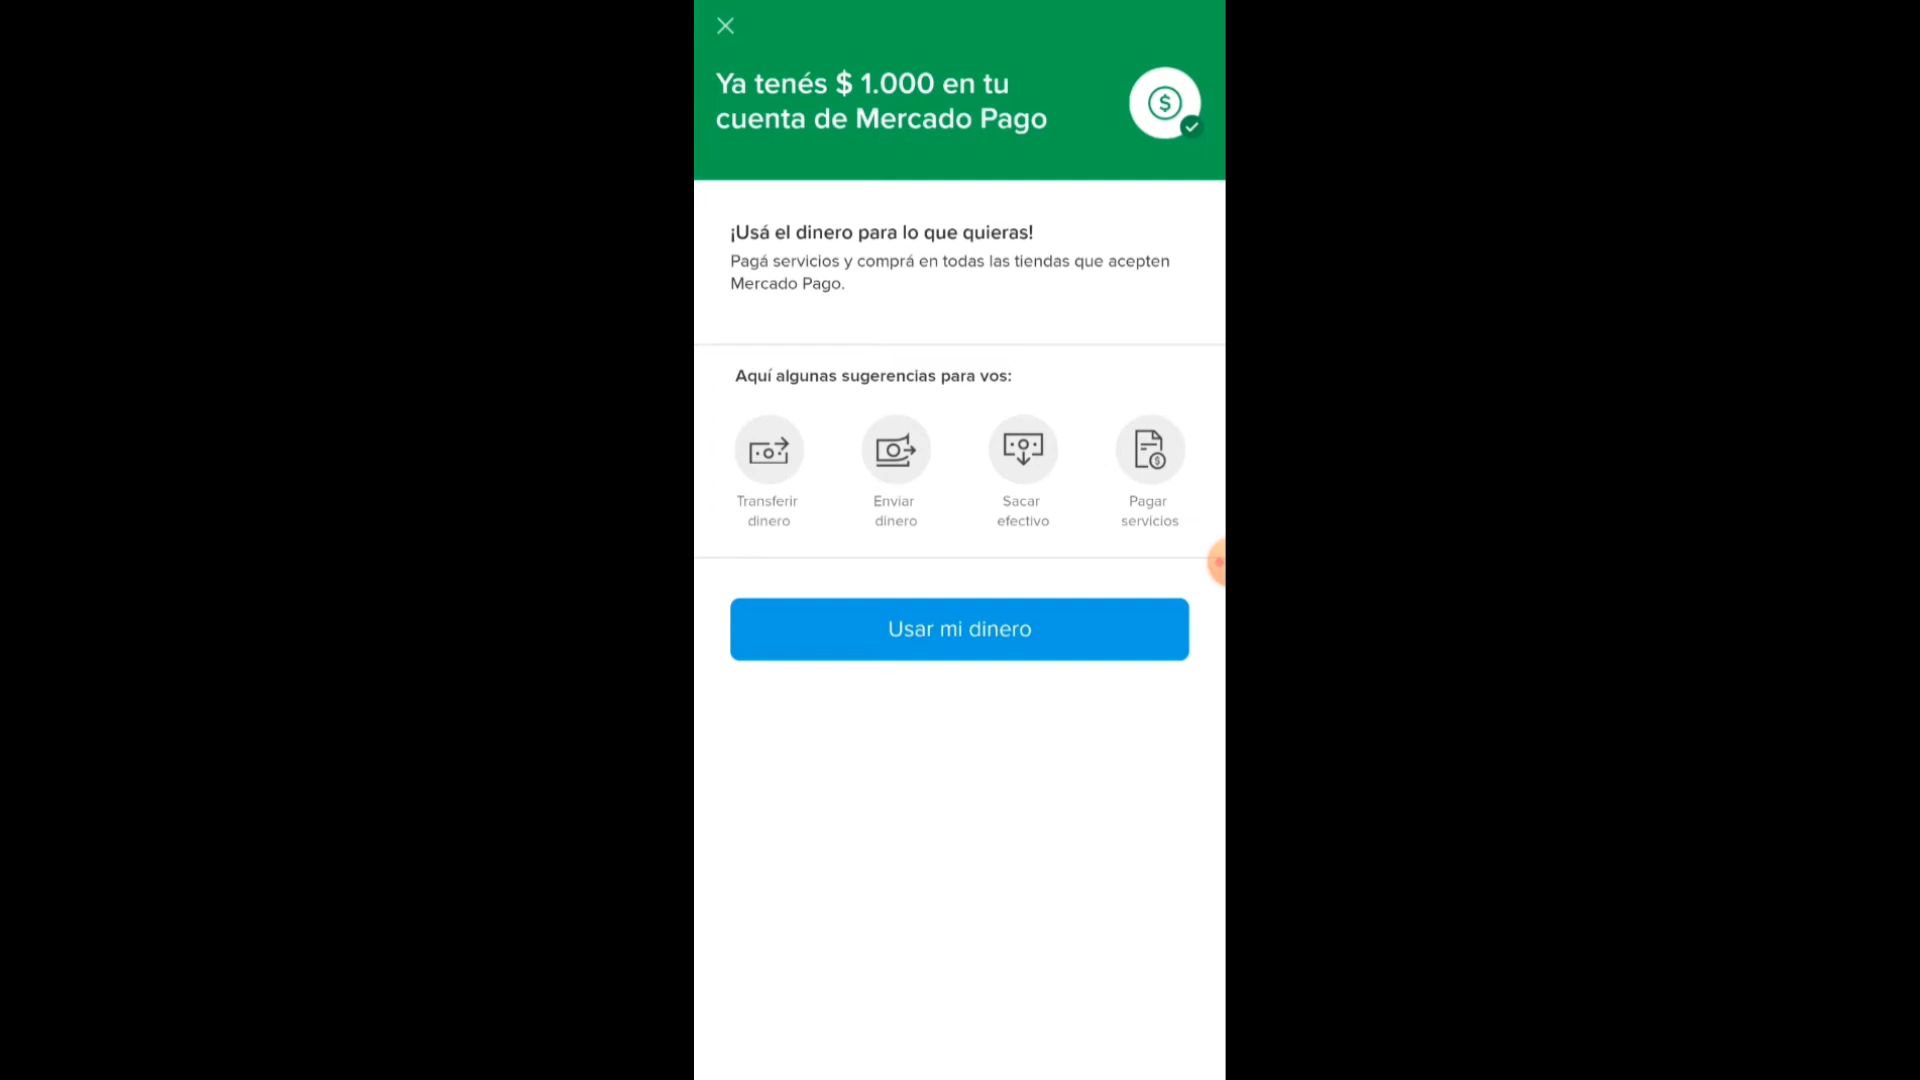 Ya tenés $ 1.000 en tu
cuenta de Mercado Pago
¡Usá el dinero para lo que quieras!
Pagá servicios y comprá en todas las tiendas que acepten
Mercado Pago.
Aquí algunas sugerencias para vos:
Transferir
dinero
Enviar
dinero
Sacar
efectivo
Pagar
servicios
Usar mi dinero